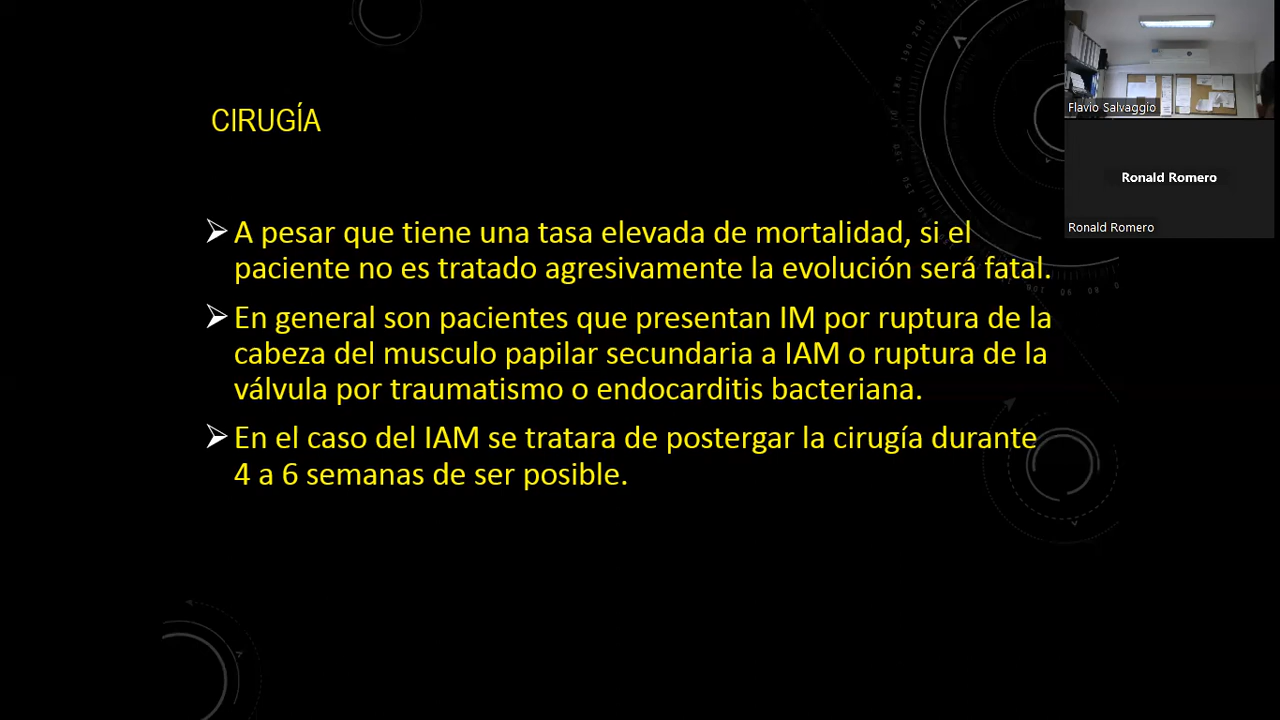 CIRUGÍA
A pesar que tiene una tasa elevada de mortalidad, si el
paciente no es tratado agresivamente la evolución será fatal.
En general son pacientes que presentan IM por ruptura de la
cabeza del musculo papilar secundaria a IAM o ruptura de la
válvula por traumatismo o endocarditis bacteriana.
En el caso del IAM se tratara de postergar la cirugía durante
4 a 6 semanas de ser posible.
Flavio Salvaggio
Ronald Romero
Ronald Romero